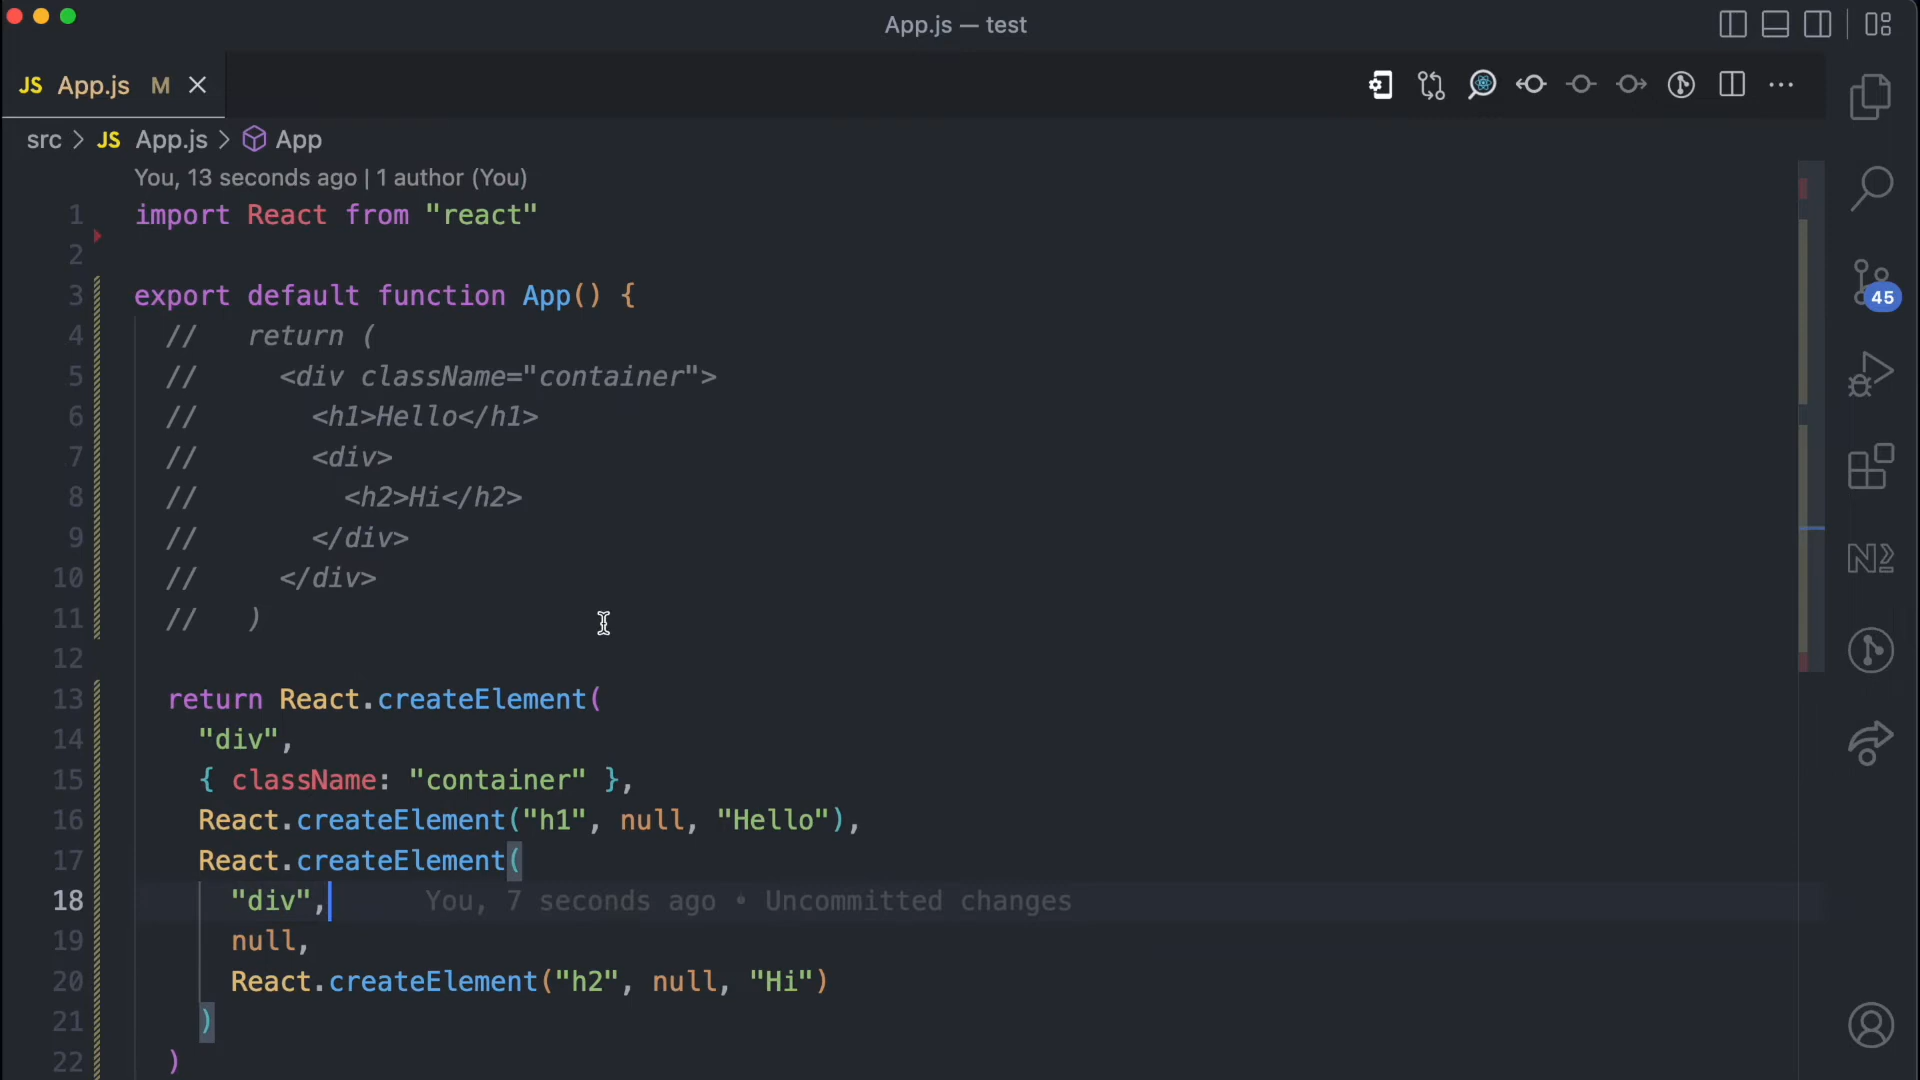 App.js — test
JS App.js M
src > JS App.js > App
You, 13 seconds ago | 1 author (You)
1 import React from "react"
2
3 export default function App() {
4 //   return (
5 //     <div className="container">
6 //       <h1>Hello</h1>
7 //       <div>
8 //         <h2>Hi</h2>
9 //       </div>
10 //     </div>
11 //   )
12
13 return React.createElement(
14 "div",
15 { className: "container" },
16 React.createElement("h1", null, "Hello"),
17 React.createElement(
18 "div", You, 7 seconds ago • Uncommitted changes
19 null,
20 React.createElement("h2", null, "Hi")
21 )
22 )
45